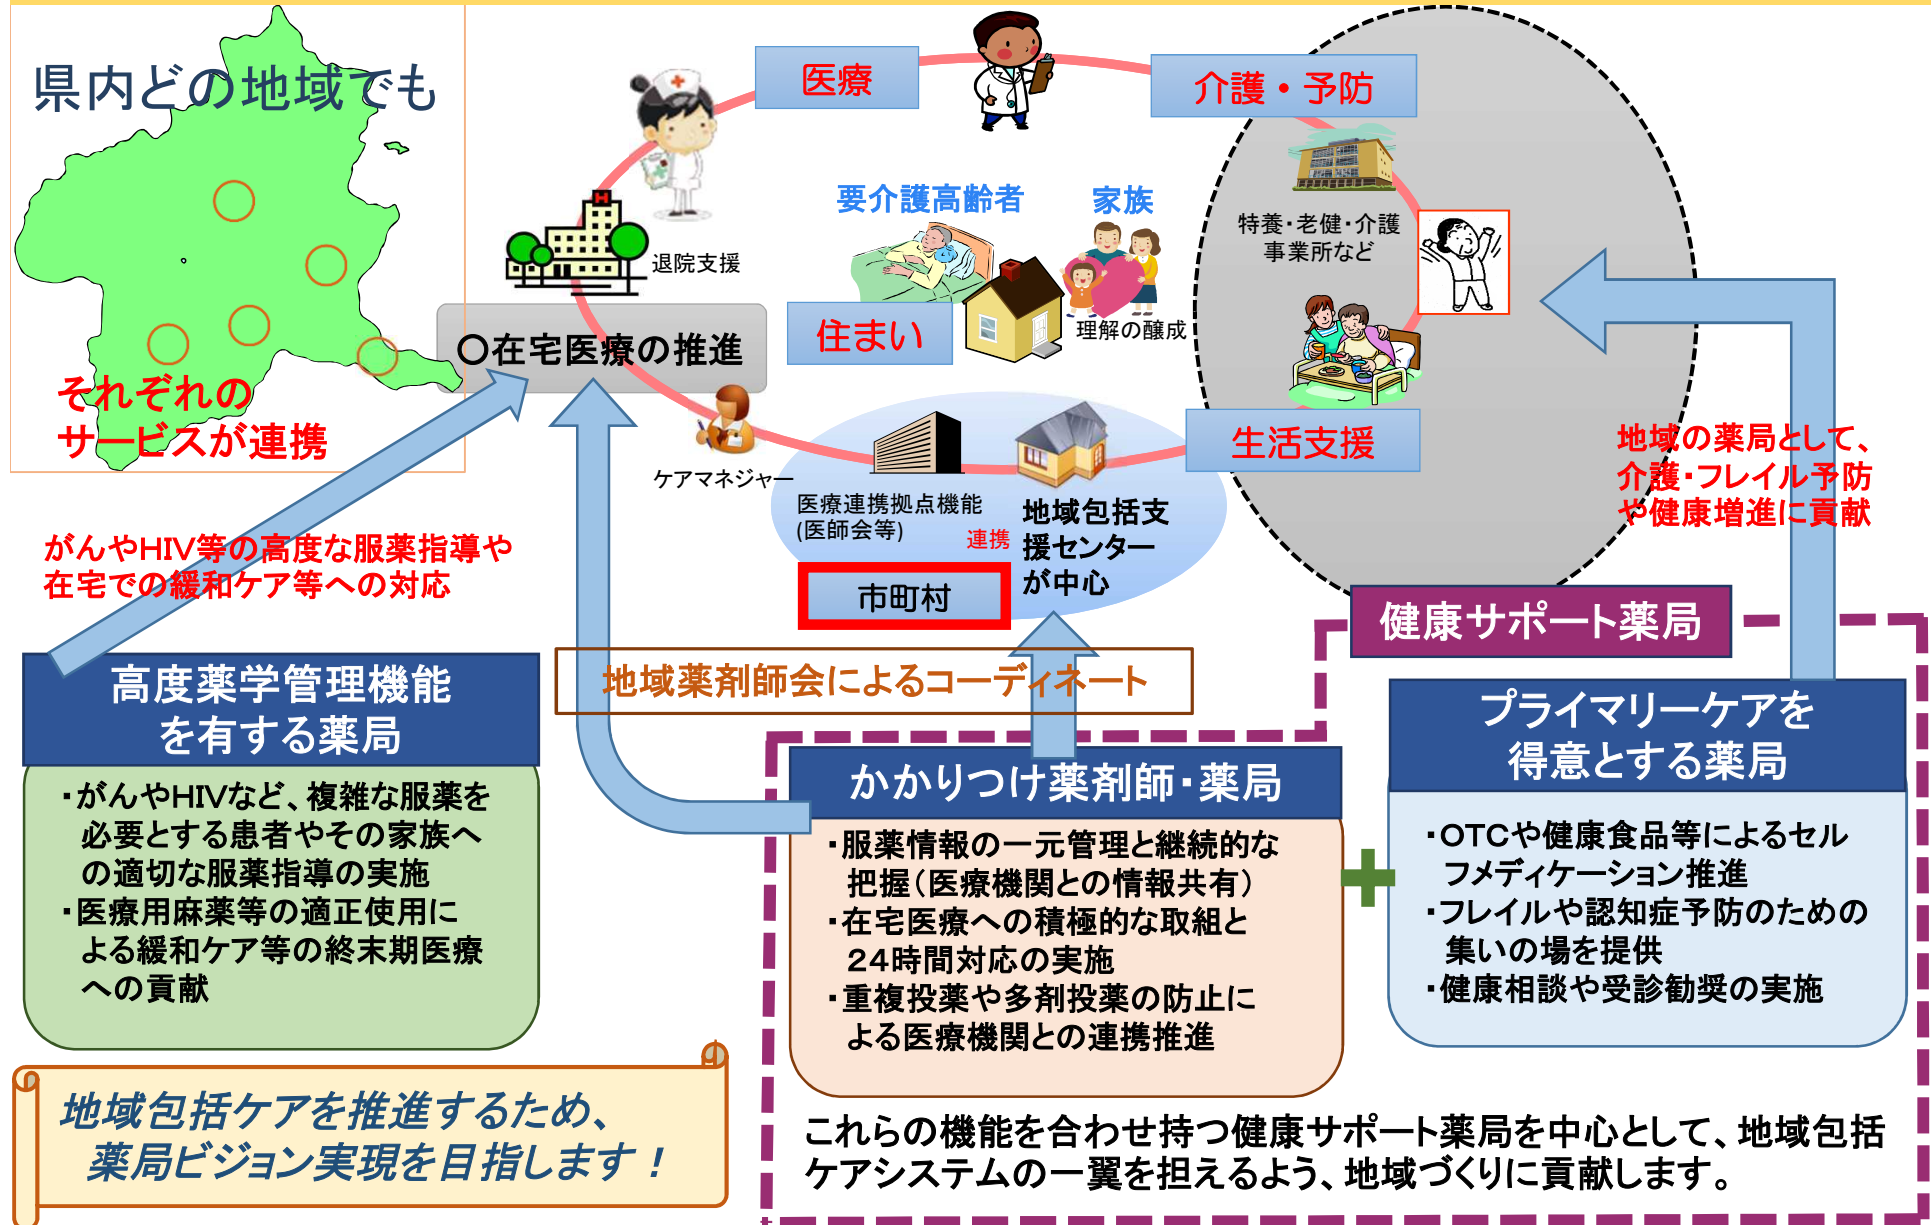 県内どの地域でも
それぞれの
サービスが連携
医療
介護・予防
要介護高齢者
家族
退院支援
特養・老健・介護
事業所など
住まい
理解の醸成
〇在宅医療の推進
ケアマネジャー
生活支援
医療連携拠点機能
(医師会等)
連携
地域包括支
援センター
が中心
市町村
地域の薬局として、
介護・フレイル予防
や健康増進に貢献
がんやHIV等の高度な服薬指導や
在宅での緩和ケア等への対応
健康サポート薬局
地域薬剤師会によるコーディネート
高度薬学管理機能
を有する薬局
・がんやHIVなど、複雑な服薬を
必要とする患者やその家族へ
の適切な服薬指導の実施
・医療用麻薬等の適正使用に
よる緩和ケア等の終末期医療
への貢献
かかりつけ薬剤師・薬局
・服薬情報の一元管理と継続的な
把握(医療機関との情報共有)
・在宅医療への積極的な取組と
24時間対応の実施
・重複投薬や多剤投薬の防止に
よる医療機関との連携推進
プライマリーケアを
得意とする薬局
・OTCや健康食品等によるセル
フメディケーション推進
・フレイルや認知症予防のための
集いの場を提供
・健康相談や受診勧奨の実施
地域包括ケアを推進するため、
薬局ビジョン実現を目指します！
これらの機能を合わせ持つ健康サポート薬局を中心として、地域包括
ケアシステムの一翼を担えるよう、地域づくりに貢献します。